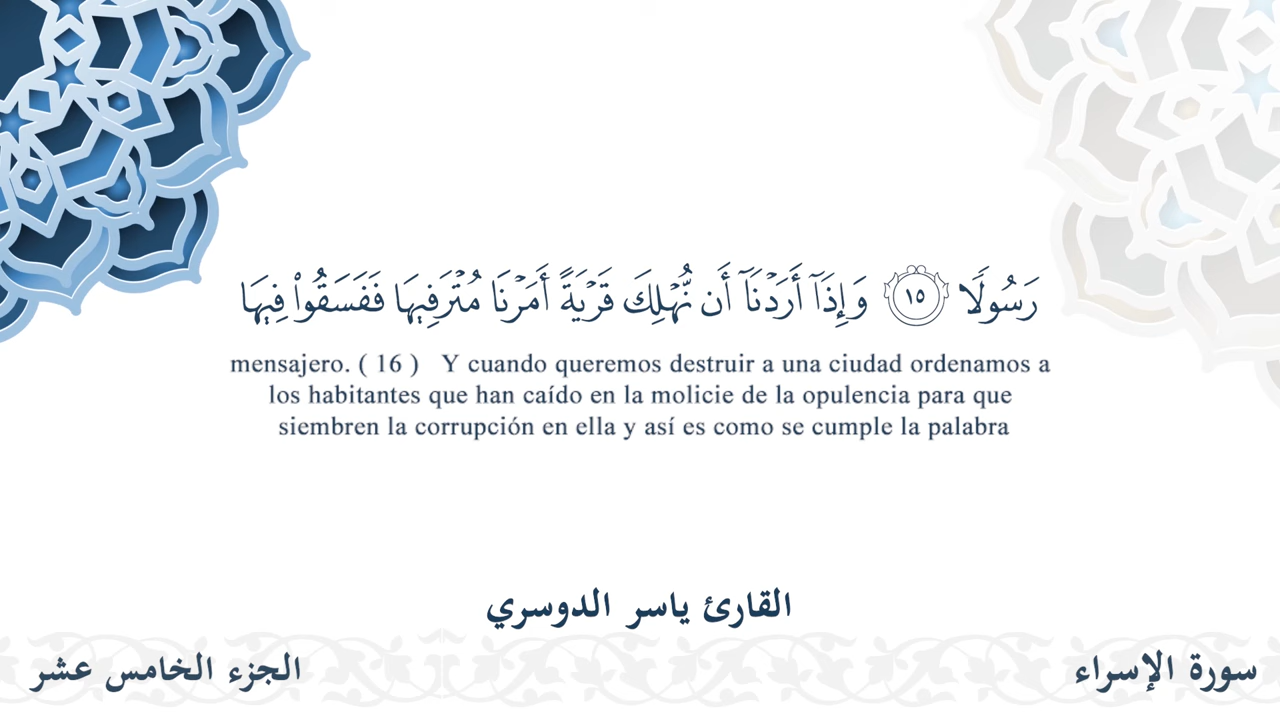 رَسُولًا ١٥ وَإِذَآ أَرَدْنَآ أَن نُّهْلِكَ قَرْيَةً أَمَرْنَا مُتْرَفِيهَا فَفَسَقُوا۟ فِيهَا
mensajero. ( 16 ) Y cuando queremos destruir a una ciudad ordenamos a
los habitantes que han caído en la molicie de la opulencia para que
siembren la corrupción en ella y así es como se cumple la palabra
القارئ ياسر الدوسري
سورة الإسراء
الجزء الخامس عشر